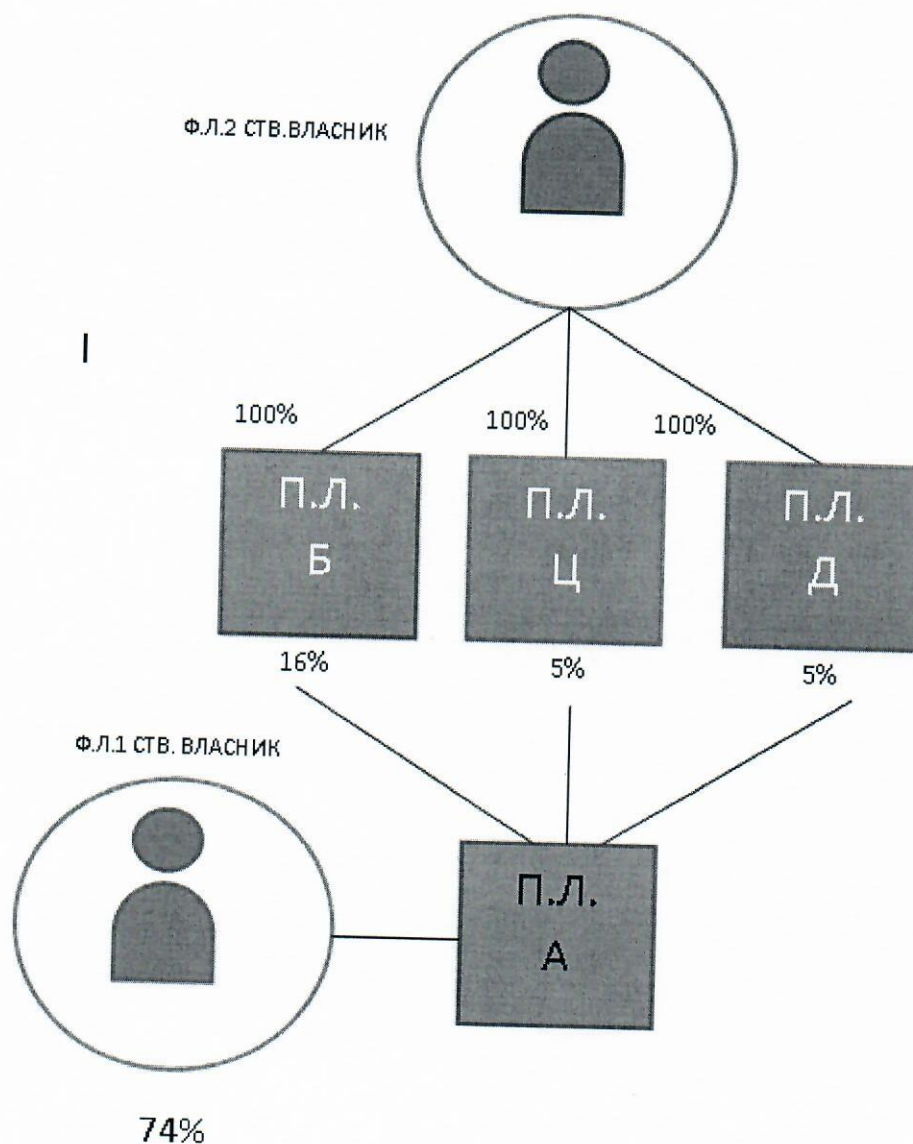 Ф.Л.2 СТВ.ВЛАСНИК
100%
100%
100%
П.Л.
Б
П.Л.
Ц
П.Л.
Д
16%
5%
5%
Ф.Л.1 СТВ. ВЛАСНИК
П.Л.
А
74%